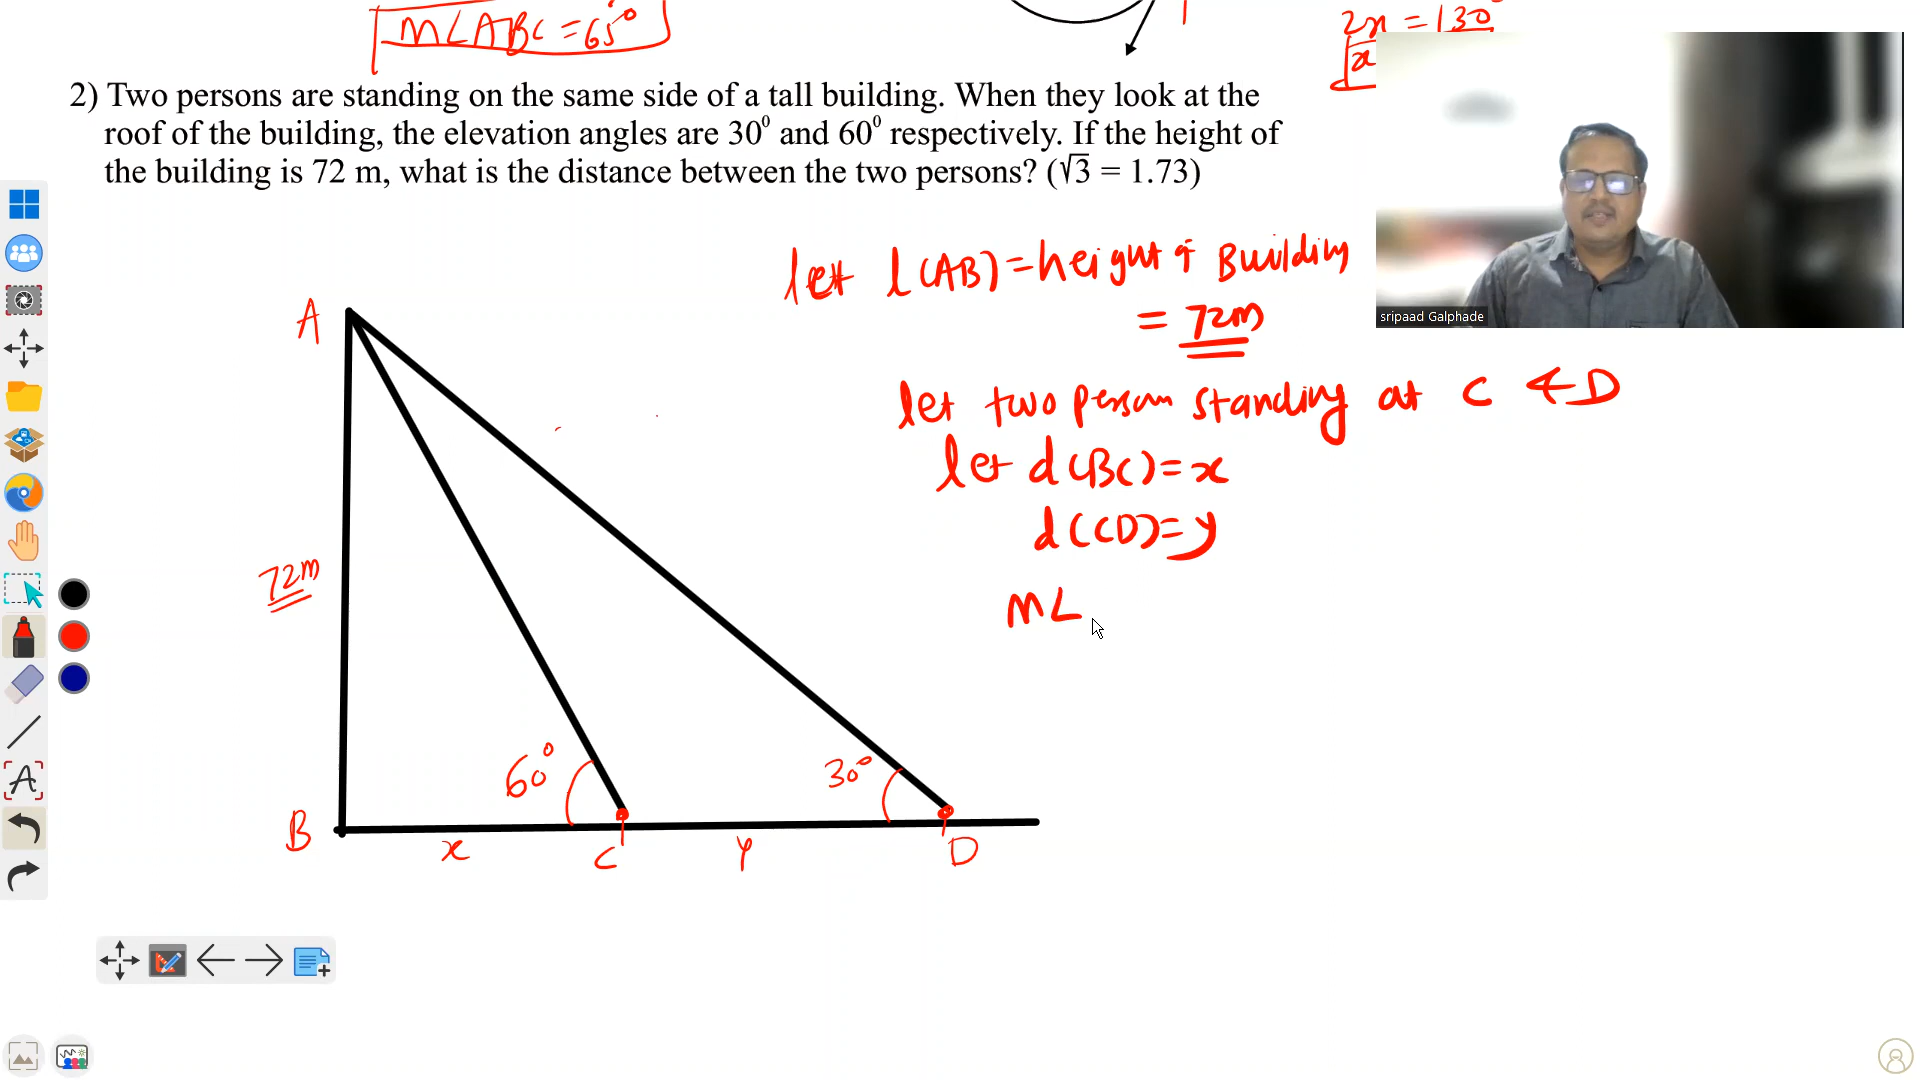 m∠ABC = 65°
2x = 130°
x
2) Two persons are standing on the same side of a tall building. When they look at the
roof of the building, the elevation angles are 30⁰ and 60⁰ respectively. If the height of
the building is 72 m, what is the distance between the two persons? (√3 = 1.73)
let l(AB) = height of Building
= 72m
sripaad Galphade
let two person standing at C & D
let d(BC) = x
d(CD) = y
m∠
A
72m
60°
30°
B
x
C
y
D